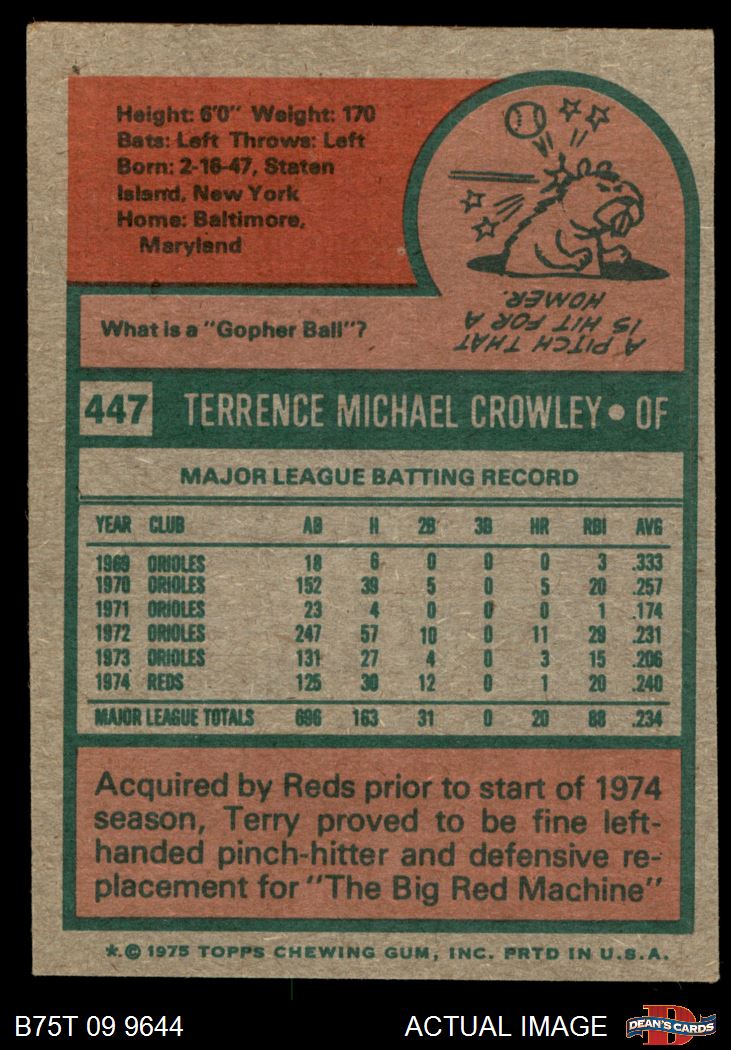 Height: 6'0" Weight: 170
Bats: Left Throws: Left
Born: 2-16-47, Staten
Island, New York
Home: Baltimore,
Maryland
What is a "Gopher Ball"?
A PITCH THAT
IS HIT FOR A
HOMER.
447 TERRENCE MICHAEL CROWLEY • OF
MAJOR LEAGUE BATTING RECORD
YEAR CLUB AB H 2B 3B HR RBI AVG
1969 ORIOLES 18 6 0 0 0 3 .333
1970 ORIOLES 152 39 5 0 5 20 .257
1971 ORIOLES 23 4 0 0 0 1 .174
1972 ORIOLES 247 57 10 0 11 29 .231
1973 ORIOLES 131 27 4 0 3 15 .206
1974 REDS 125 30 12 0 1 20 .240
MAJOR LEAGUE TOTALS 696 163 31 0 20 88 .234
Acquired by Reds prior to start of 1974
season, Terry proved to be fine left-
handed pinch-hitter and defensive re-
placement for "The Big Red Machine"
*.© 1975 TOPPS CHEWING GUM, INC. PRTD IN U.S.A.
B75T 09 9644 ACTUAL IMAGE D DEAN'S CARDS